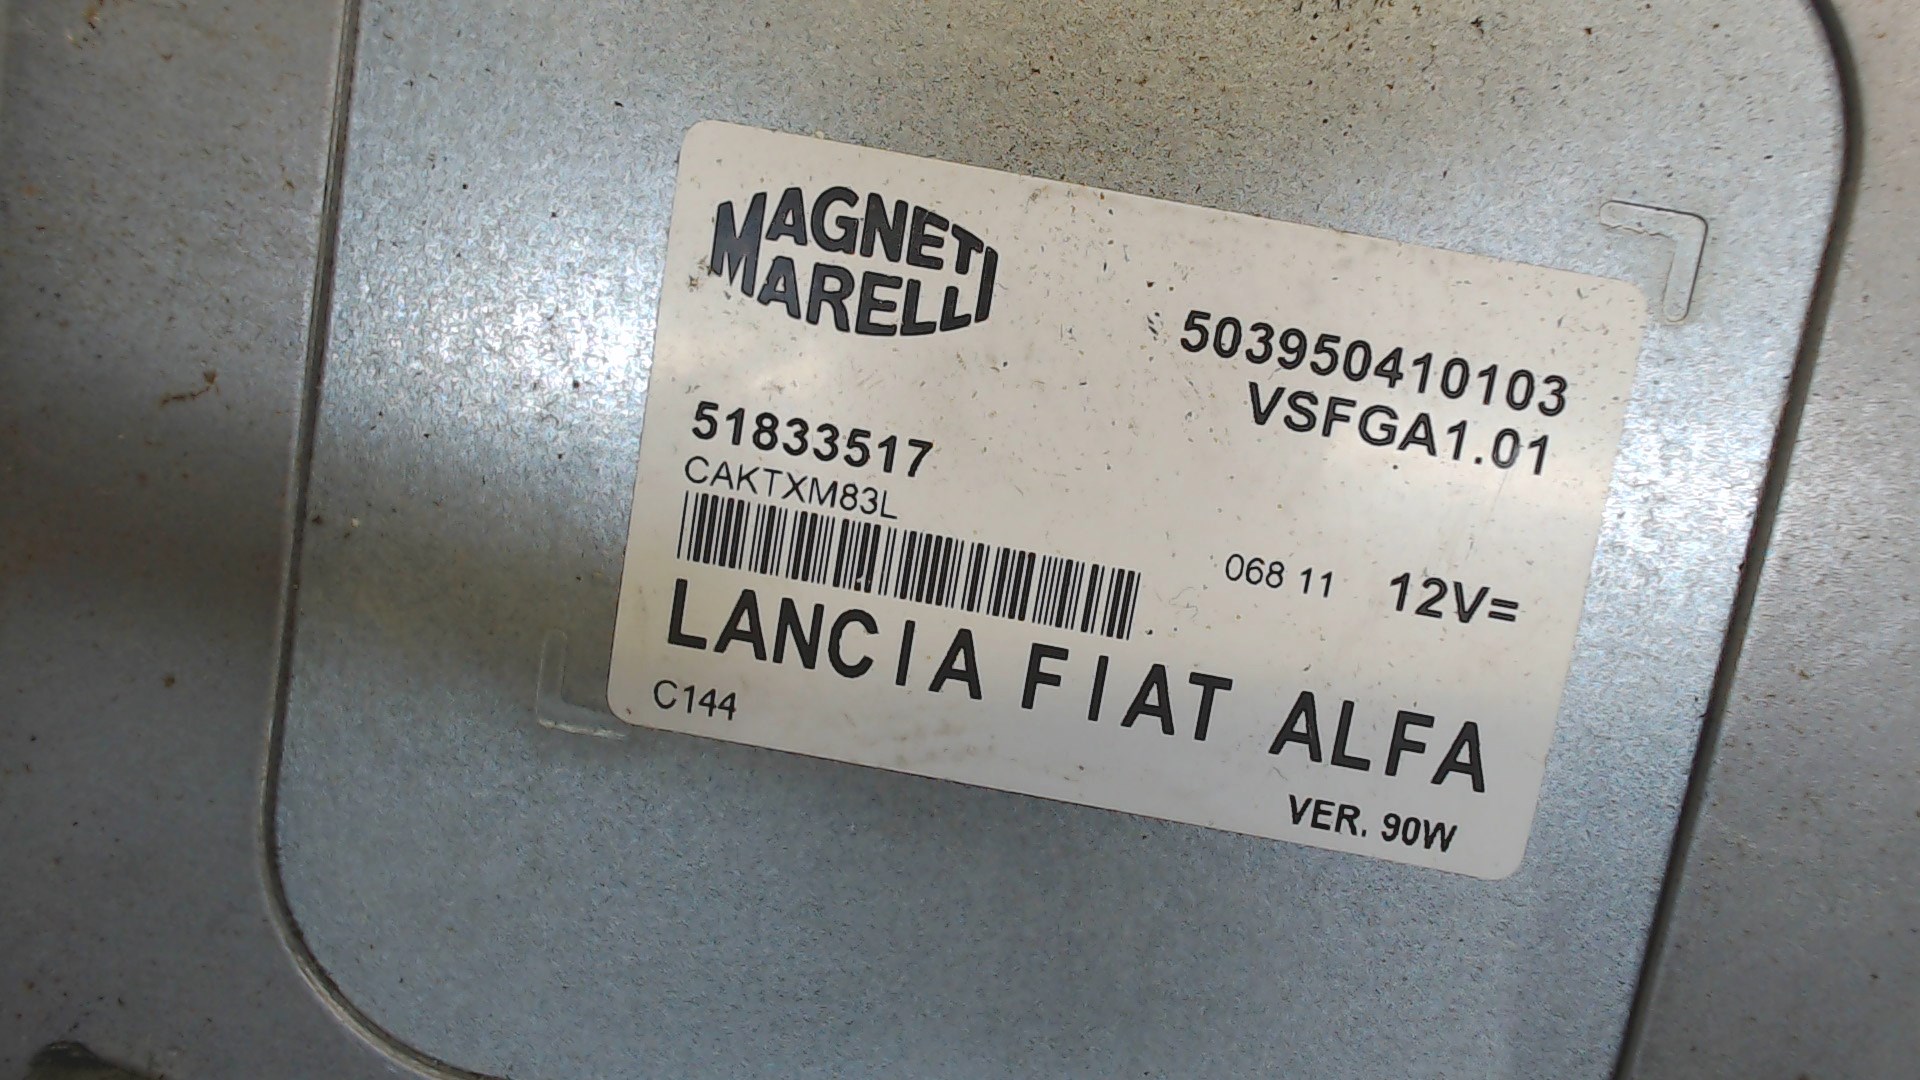 MAGNETI
MARELLI
503950410103
VSFGA1.01
51833517
CAKTXM83L
068 11 12V=
LANCIA FIAT ALFA
C144
VER. 90W